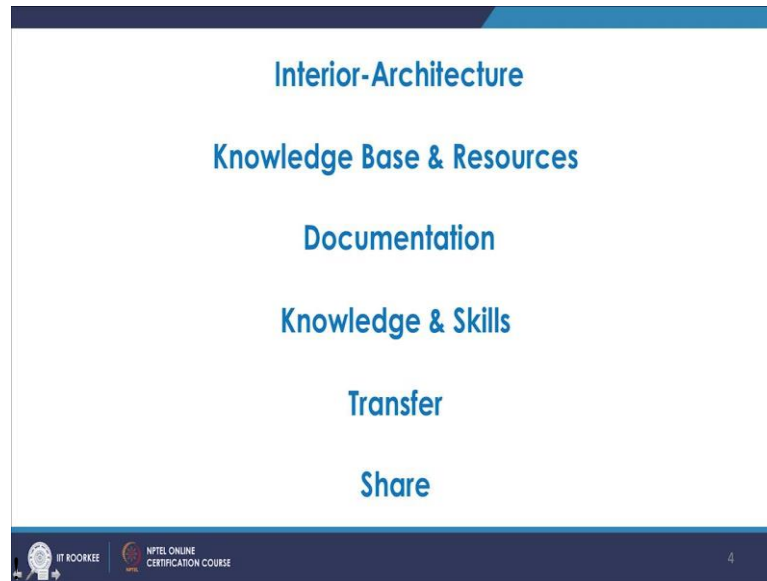 Interior-Architecture
Knowledge Base & Resources
Documentation
Knowledge & Skills
Transfer
Share
IIT ROORKEE
NPTEL ONLINE
CERTIFICATION COURSE
4